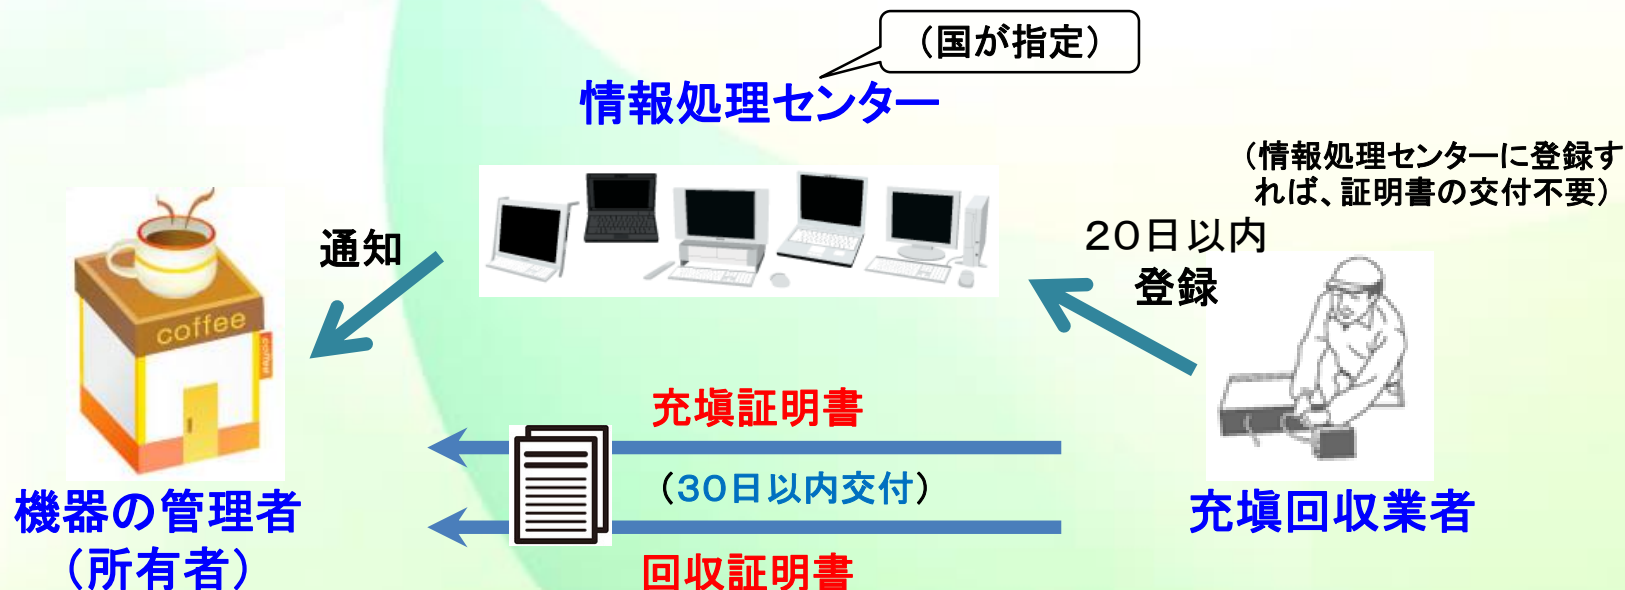 （国が指定）
情報処理センター
（情報処理センターに登録す
れば、証明書の交付不要）
通知
２０日以内
登録
coffee
coffee
充塡証明書
（３０日以内交付）
回収証明書
機器の管理者
（所有者）
充塡回収業者